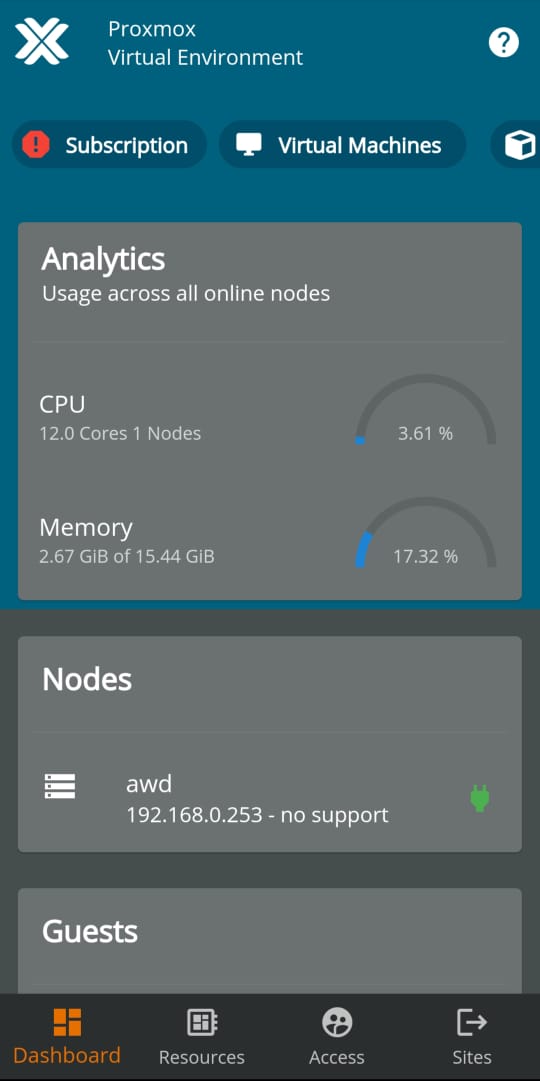 Proxmox
Virtual Environment
Subscription
Virtual Machines
Analytics
Usage across all online nodes
CPU
12.0 Cores 1 Nodes
3.61 %
Memory
2.67 GiB of 15.44 GiB
17.32 %
Nodes
awd
192.168.0.253 - no support
Guests
Dashboard
Resources
Access
Sites